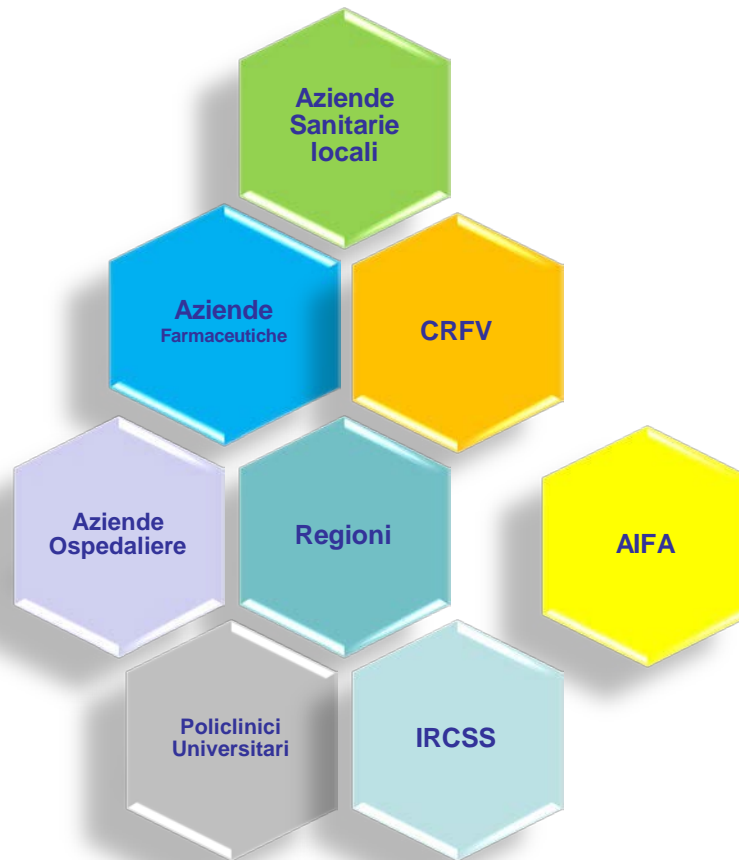 Aziende
Sanitarie
locali
Aziende
Farmaceutiche
CRFV
Aziende
Ospedaliere
Regioni
AIFA
Policlinici
Universitari
IRCSS